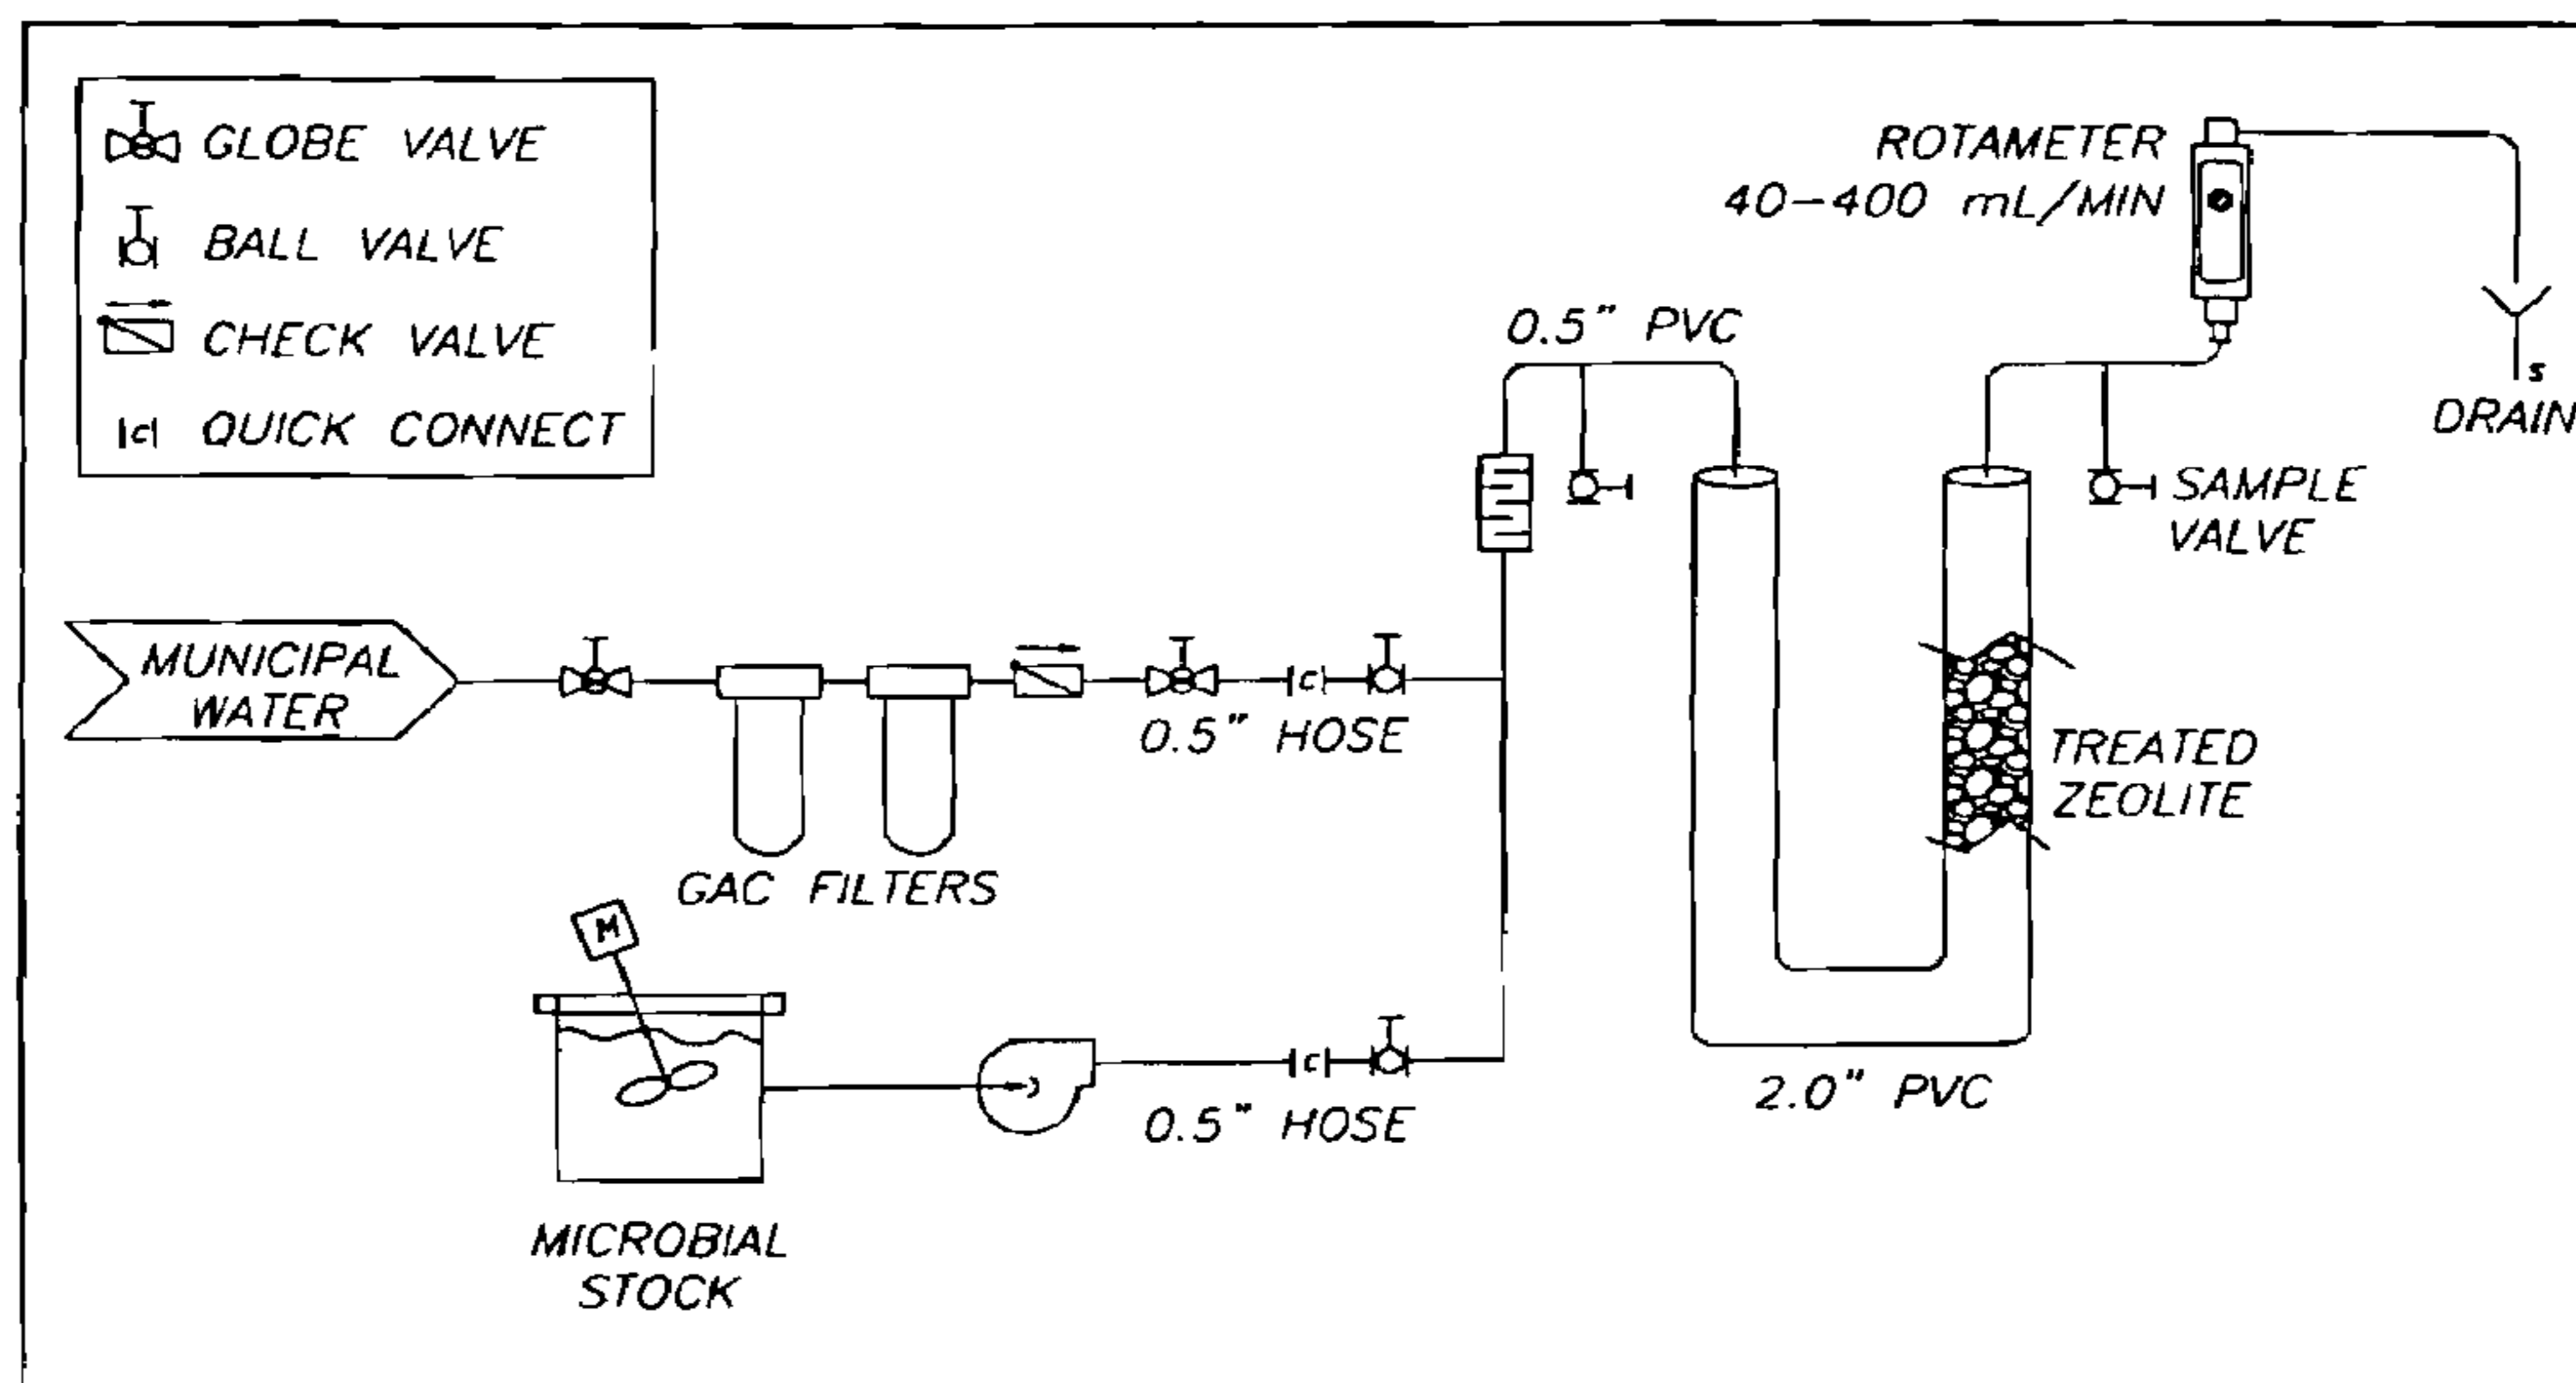 GLOBE VALVE
BALL VALVE
CHECK VALVE
c QUICK CONNECT
ROTAMETER
40-400 mL/MIN
0.5" PVC
S
DRAIN
SAMPLE
VALVE
MUNICIPAL
WATER
c
0.5" HOSE
TREATED
ZEOLITE
GAC FILTERS
M
c
0.5" HOSE
2.0" PVC
MICROBIAL
STOCK